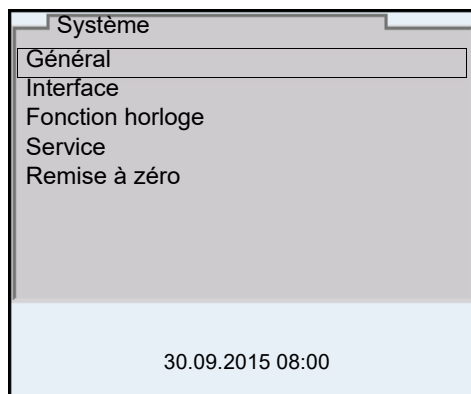 Système
Général
Interface
Fonction horloge
Service
Remise à zéro
30.09.2015 08:00